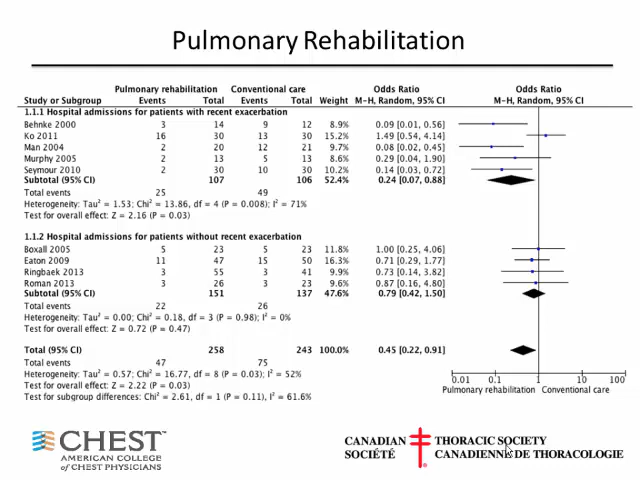 Pulmonary Rehabilitation
Pulmonary rehabilitation Conventional care Odds Ratio Odds Ratio
Study or Subgroup Events Total Events Total Weight M-H, Random, 95% CI M-H, Random, 95% CI
1.1.1 Hospital admissions for patients with recent exacerbation
Behnke 2000 3 14 9 12 8.9% 0.09 [0.01, 0.56]
Ko 2011 16 30 13 30 15.2% 1.49 [0.54, 4.14]
Man 2004 2 20 12 21 9.7% 0.08 [0.02, 0.45]
Murphy 2005 2 13 5 13 8.6% 0.29 [0.04, 1.90]
Seymour 2010 2 30 10 30 10.0% 0.14 [0.03, 0.72]
Subtotal (95% CI) 107 106 52.4% 0.24 [0.07, 0.88]
Total events 25 49
Heterogeneity: Tau² = 1.53; Chi² = 13.86, df = 4 (P = 0.008); I² = 71%
Test for overall effect: Z = 2.16 (P = 0.03)
1.1.2 Hospital admissions for patients without recent exacerbation
Boxall 2005 5 23 5 23 11.8% 1.00 [0.25, 4.06]
Eaton 2009 11 47 15 50 16.3% 0.71 [0.29, 1.77]
Ringbaek 2013 3 55 3 41 9.9% 0.73 [0.14, 3.82]
Roman 2013 3 26 3 23 9.6% 0.87 [0.16, 4.80]
Subtotal (95% CI) 151 137 47.6% 0.79 [0.42, 1.50]
Total events 22 26
Heterogeneity: Tau² = 0.00; Chi² = 0.18, df = 3 (P = 0.98); I² = 0%
Test for overall effect: Z = 0.72 (P = 0.47)
Total (95% CI) 258 243 100.0% 0.45 [0.22, 0.91]
Total events 47 75
Heterogeneity: Tau² = 0.57; Chi² = 16.77, df = 8 (P = 0.03); I² = 52%
Test for overall effect: Z = 2.22 (P = 0.03)
Test for subgroup differences: Chi² = 2.61, df = 1 (P = 0.11), I² = 61.6%
0.01 0.1 1 10 100
Pulmonary rehabilitation Conventional care
CHEST
AMERICAN COLLEGE
of CHEST PHYSICIANS
CANADIAN THORACIC SOCIETY
SOCIÉTÉ CANADIENNE DE THORACOLOGIE